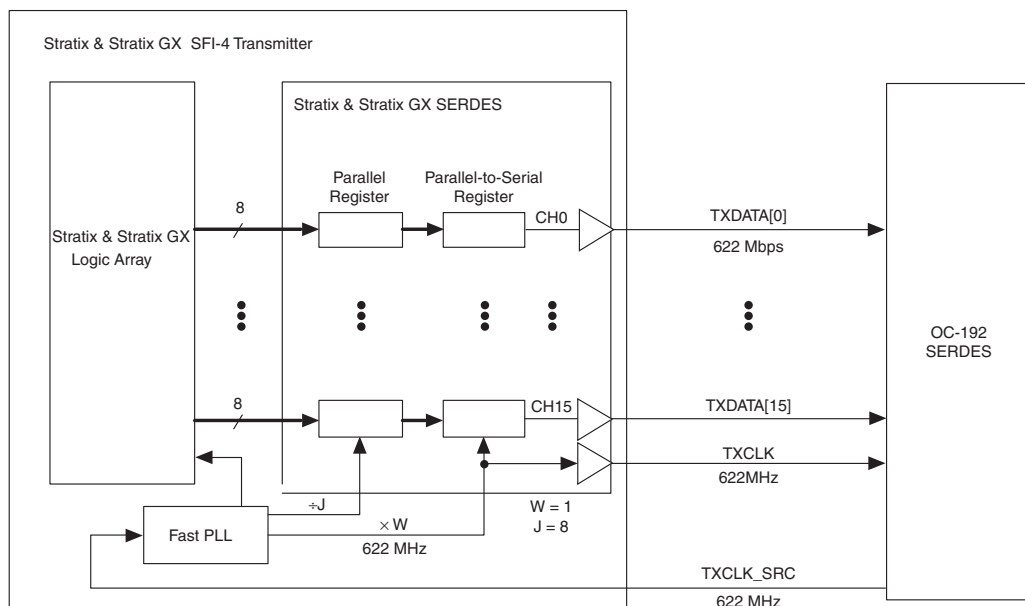 Stratix & Stratix GX SFI-4 Transmitter
Stratix & Stratix GX SERDES
Parallel
Register
Parallel-to-Serial
Register
8
CH0
TXDATA[0]
622 Mbps
Stratix & Stratix GX
Logic Array
OC-192
SERDES
8
CH15
TXDATA[15]
TXCLK
622MHz
÷J
W = 1
J = 8
Fast PLL
× W
622 MHz
TXCLK_SRC
622 MHz